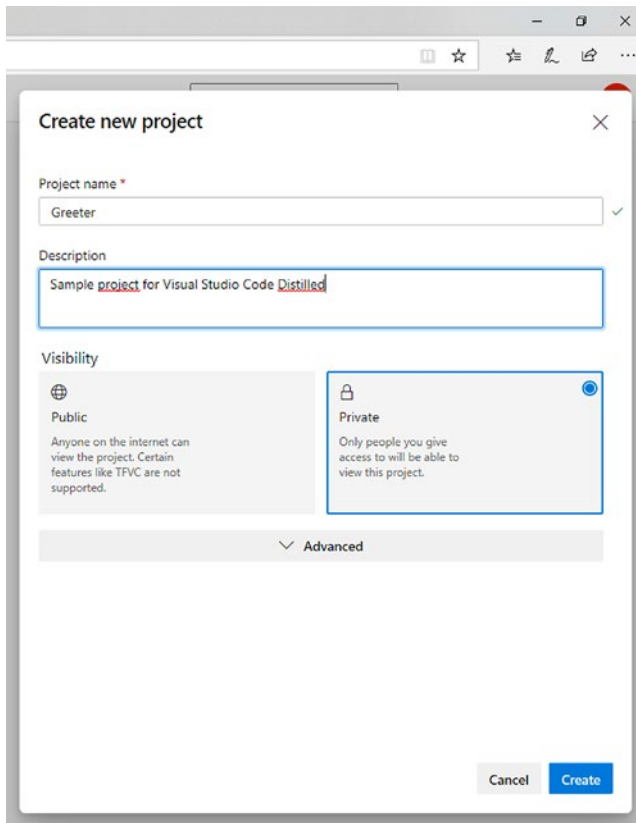 Create new project
Project name *
Greeter
Description
Sample project for Visual Studio Code Distilled
Visibility
Public
Anyone on the internet can
view the project. Certain
features like TFVC are not
supported.
Private
Only people you give
access to will be able to
view this project.
Advanced
Cancel
Create